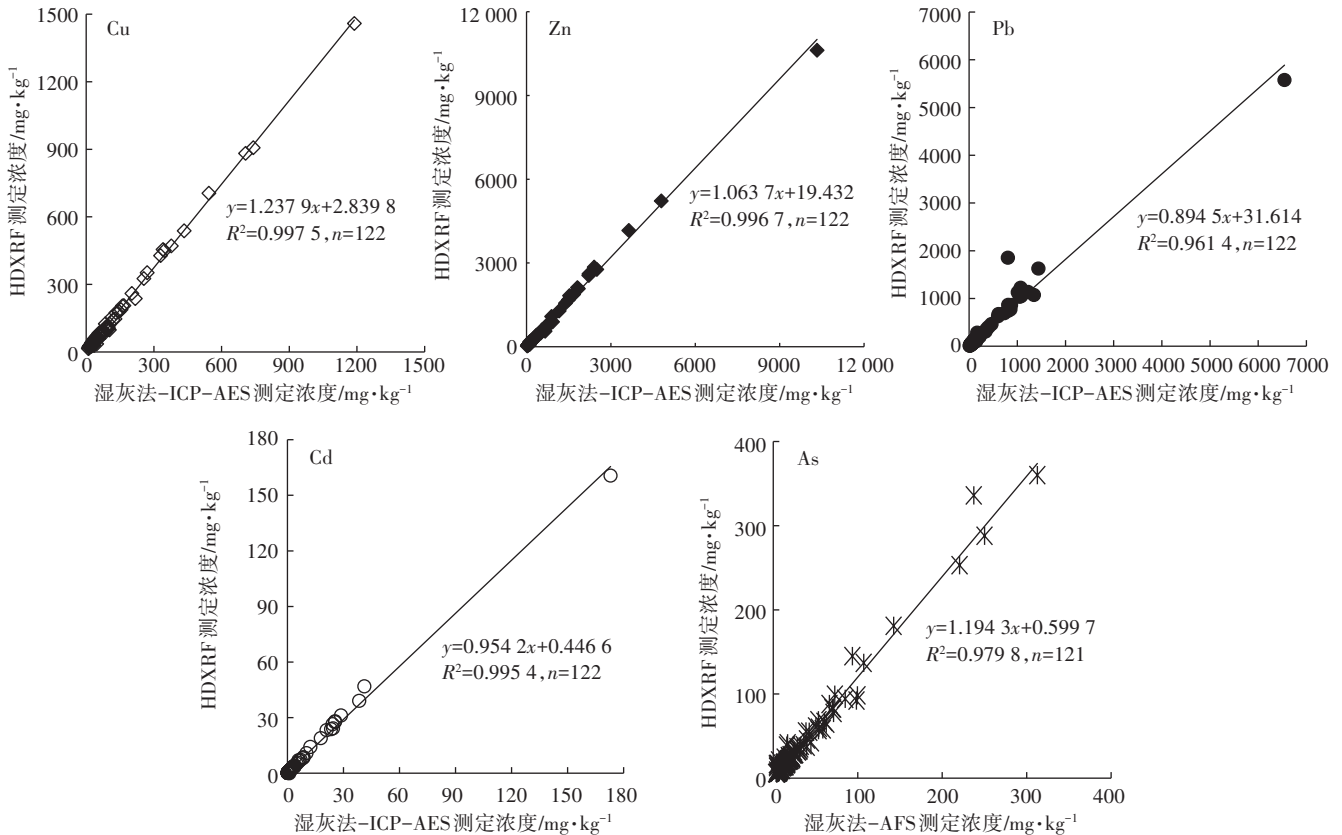 Cu
1500
1200
900
600
300
0
0 300 600 900 1200 1500
HDXRF测定浓度/mg·kg⁻¹
湿灰法-ICP-AES测定浓度/mg·kg⁻¹
y=1.237 9x+2.839 8
R²=0.997 5,n=122
Zn
12 000
9000
6000
3000
0
0 3000 6000 9000 12 000
HDXRF测定浓度/mg·kg⁻¹
湿灰法-ICP-AES测定浓度/mg·kg⁻¹
y=1.063 7x+19.432
R²=0.996 7,n=122
Pb
7000
6000
5000
4000
3000
2000
1000
0
0 1000 2000 3000 4000 5000 6000 7000
HDXRF测定浓度/mg·kg⁻¹
湿灰法-ICP-AES测定浓度/mg·kg⁻¹
y=0.894 5x+31.614
R²=0.961 4,n=122
Cd
180
150
120
90
60
30
0
0 30 60 90 120 150 180
HDXRF测定浓度/mg·kg⁻¹
湿灰法-ICP-AES测定浓度/mg·kg⁻¹
y=0.954 2x+0.446 6
R²=0.995 4,n=122
As
400
300
200
100
0
0 100 200 300 400
HDXRF测定浓度/mg·kg⁻¹
湿灰法-AFS测定浓度/mg·kg⁻¹
y=1.194 3x+0.599 7
R²=0.979 8,n=121